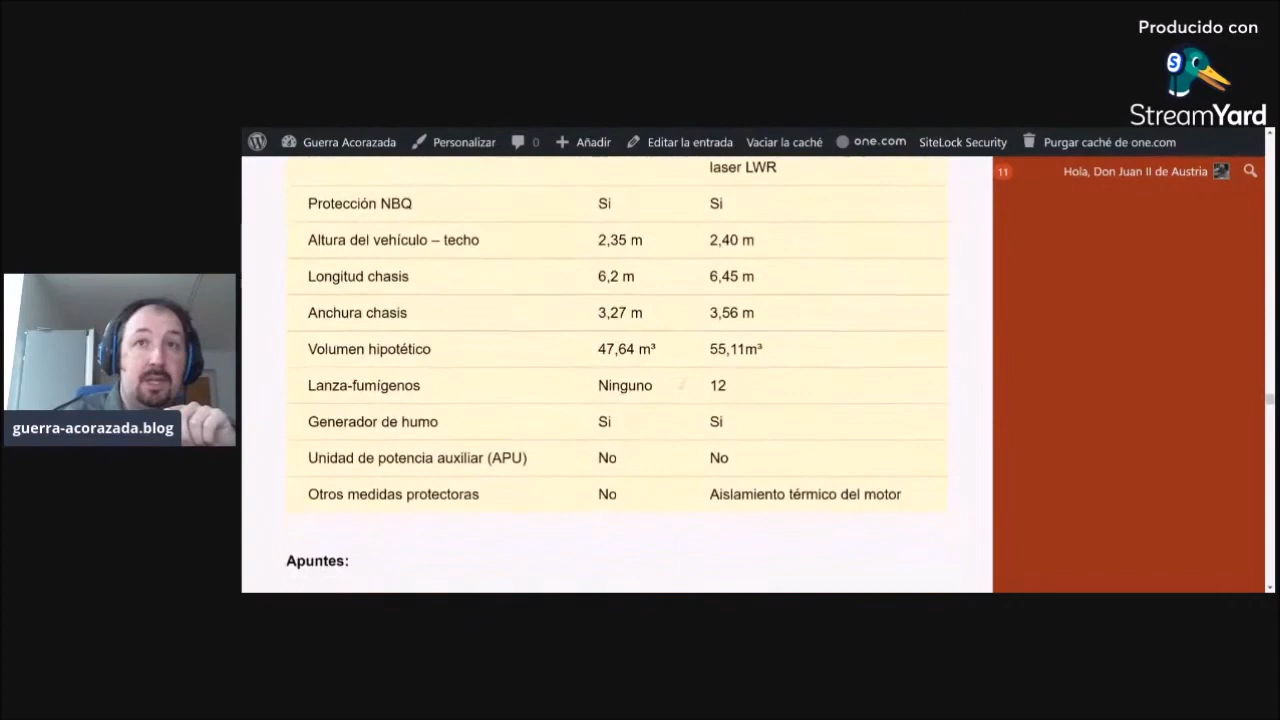 Producido con
StreamYard
Guerra Acorazada Personalizar 0 Añadir Editar la entrada Vaciar la caché one.com SiteLock Security Purgar caché de one.com
11 Hola, Don Juan II de Austria
laser LWR
Protección NBQ Si Si
Altura del vehículo – techo 2,35 m 2,40 m
Longitud chasis 6,2 m 6,45 m
Anchura chasis 3,27 m 3,56 m
Volumen hipotético 47,64 m³ 55,11m³
Lanza-fumígenos Ninguno 12
Generador de humo Si Si
Unidad de potencia auxiliar (APU) No No
Otros medidas protectoras No Aislamiento térmico del motor
Apuntes:
guerra-acorazada.blog